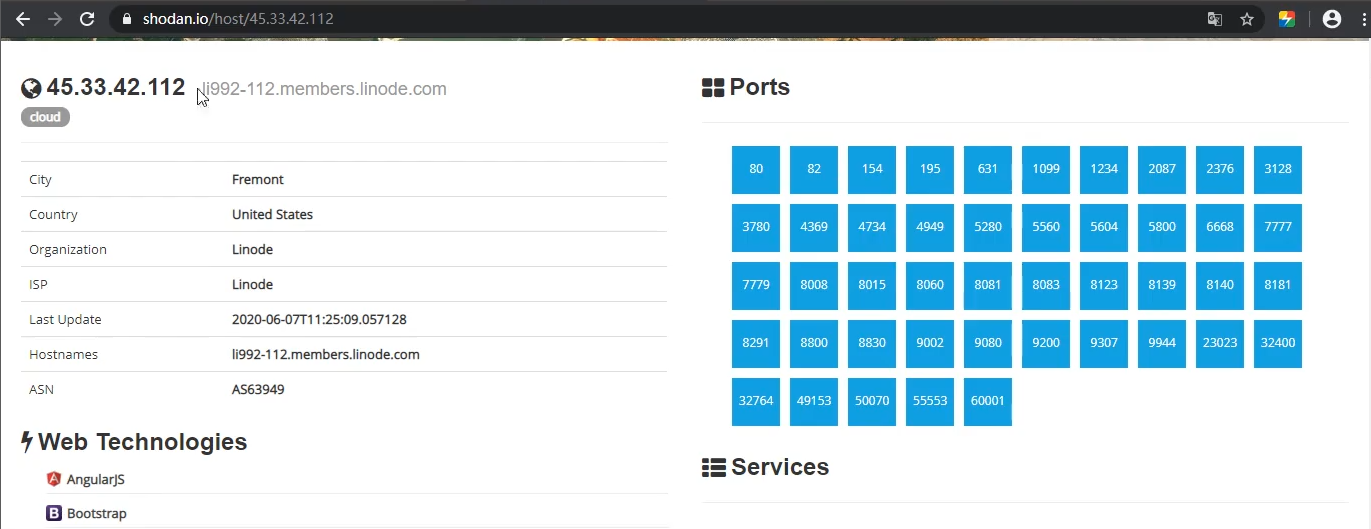 shodan.io/host/45.33.42.112
45.33.42.112 li992-112.members.linode.com
cloud
City Fremont
Country United States
Organization Linode
ISP Linode
Last Update 2020-06-07T11:25:09.057128
Hostnames li992-112.members.linode.com
ASN AS63949
Web Technologies
AngularJS
Bootstrap
Ports
80 82 154 195 631 1099 1234 2087 2376 3128
3780 4369 4734 4949 5280 5560 5604 5800 6668 7777
7779 8008 8015 8060 8081 8083 8123 8139 8140 8181
8291 8800 8830 9002 9080 9200 9307 9944 23023 32400
32764 49153 50070 55553 60001
Services